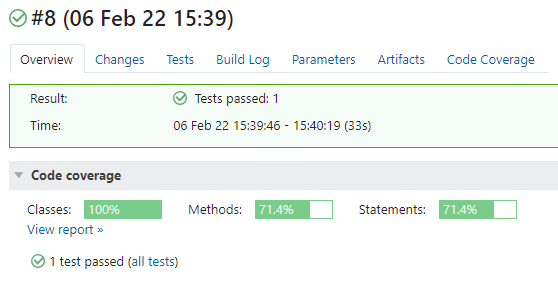 #8 (06 Feb 22 15:39)
Overview Changes Tests Build Log Parameters Artifacts Code Coverage
Result: Tests passed: 1
Time: 06 Feb 22 15:39:46 - 15:40:19 (33s)
Code coverage
Classes: 100% Methods: 71.4% Statements: 71.4%
View report »
1 test passed (all tests)